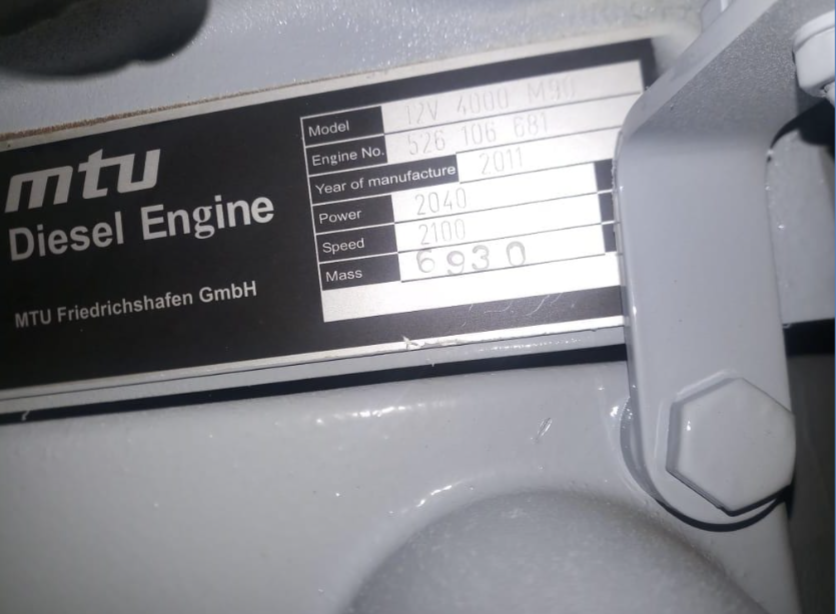 mtu
Diesel Engine
MTU Friedrichshafen GmbH
Model 12V 4000 M90
Engine No. 526 106 681
Year of manufacture 2011
Power 2040
Speed 2100
Mass 6930